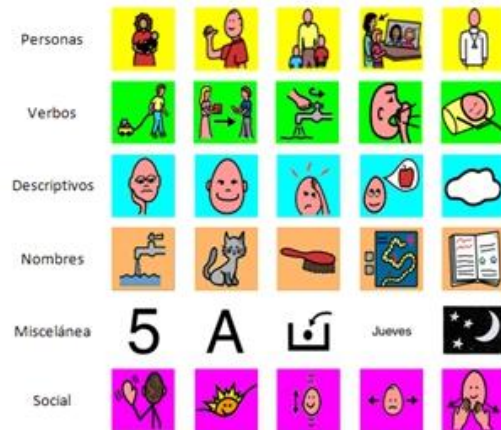 Personas
Verbos
Descriptivos
Nombres
Miscelánea
5
A
Jueves
Social